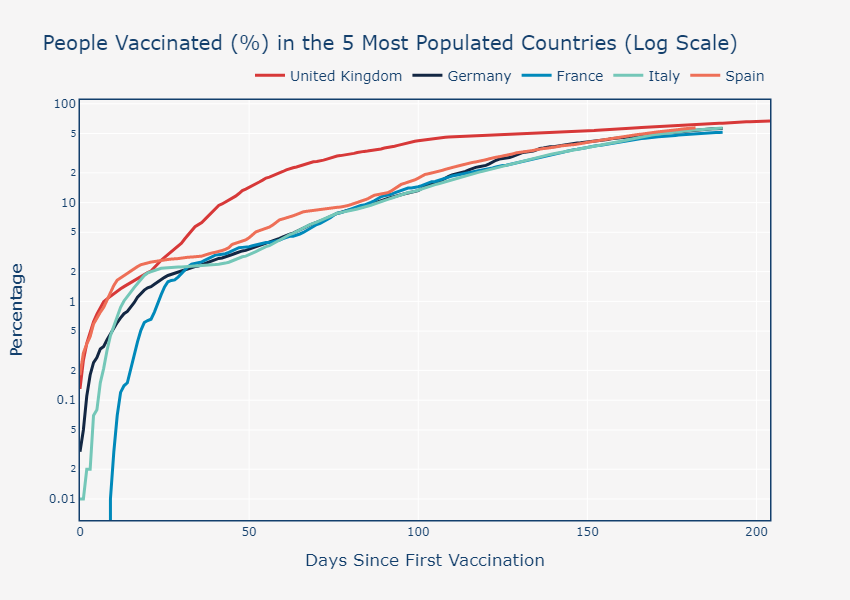 People Vaccinated (%) in the 5 Most Populated Countries (Log Scale)
United Kingdom Germany France Italy Spain
100
5
2
10
5
2
1
5
2
0.1
5
2
0.01
Percentage
0 50 100 150 200
Days Since First Vaccination